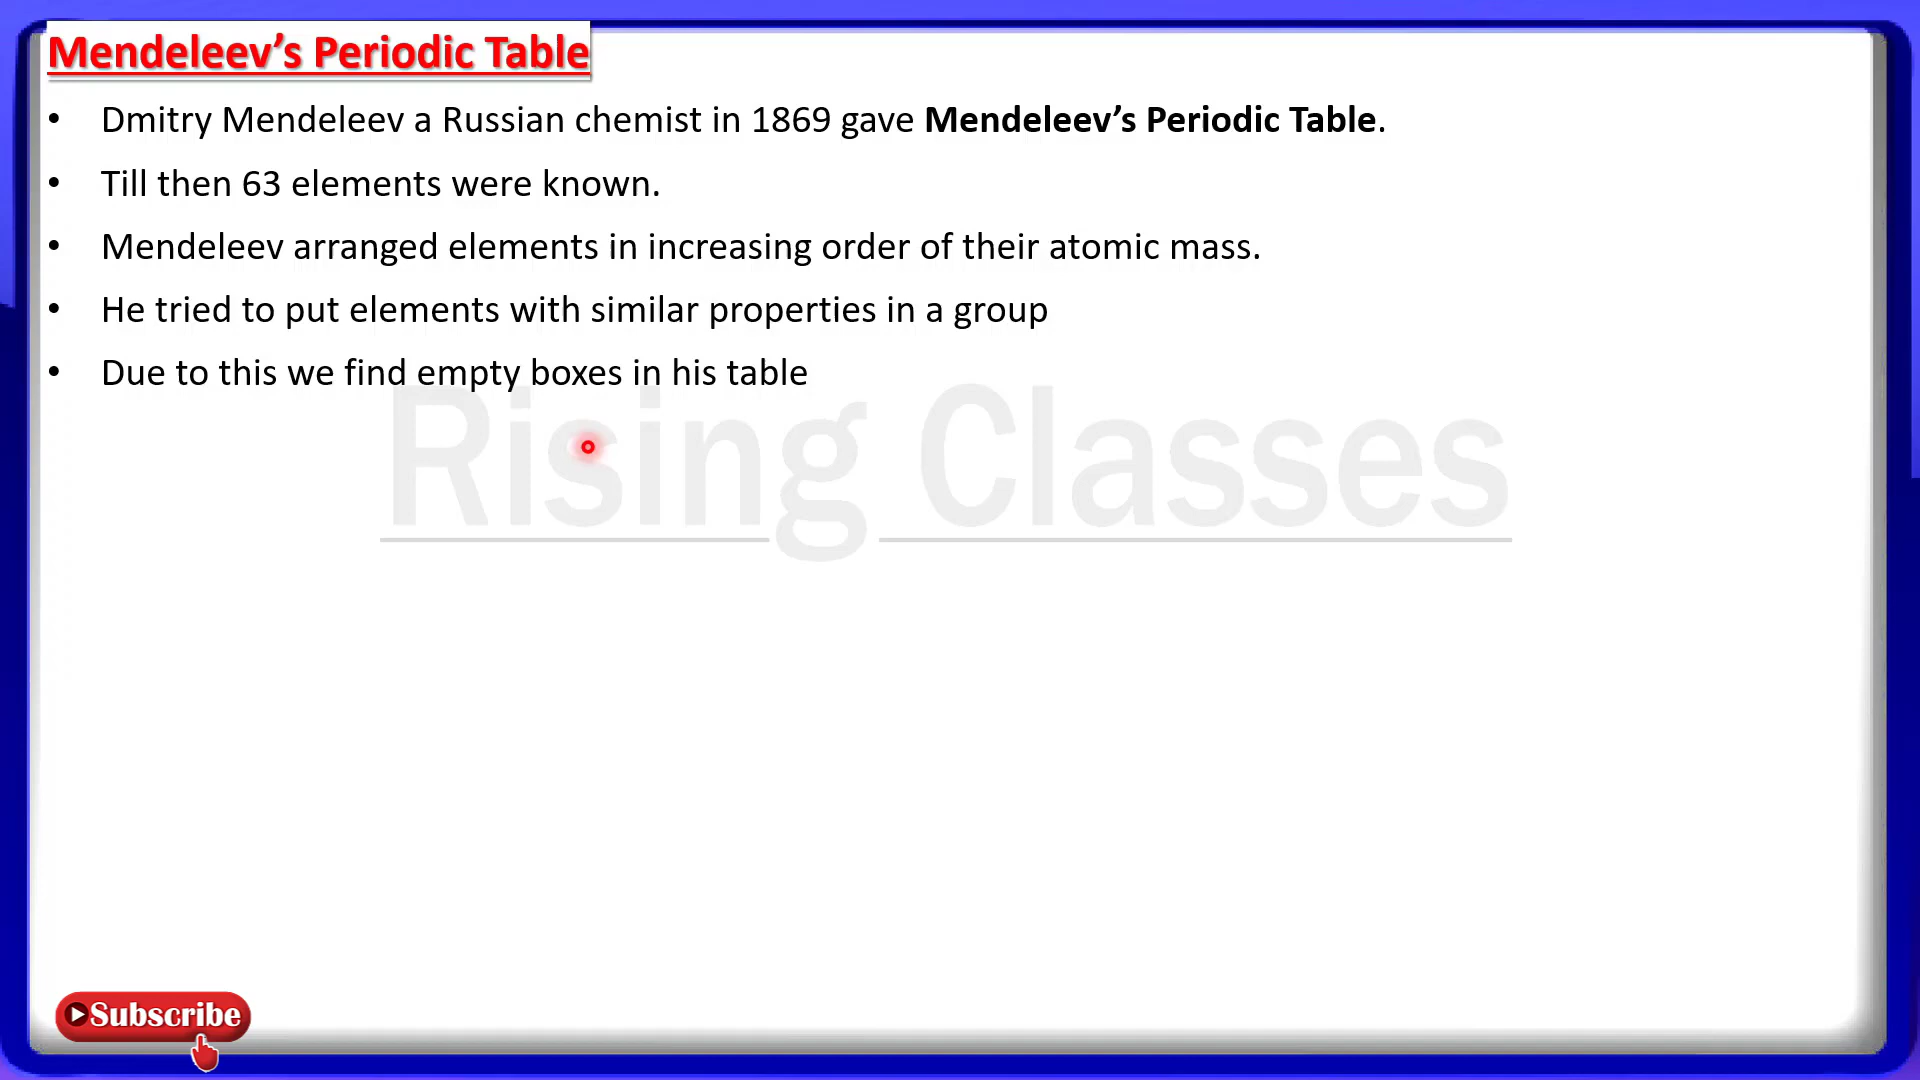 Mendeleev’s Periodic Table
• Dmitry Mendeleev a Russian chemist in 1869 gave Mendeleev’s Periodic Table.
• Till then 63 elements were known.
• Mendeleev arranged elements in increasing order of their atomic mass.
• He tried to put elements with similar properties in a group
• Due to this we find empty boxes in his table
Rising Classes
Subscribe